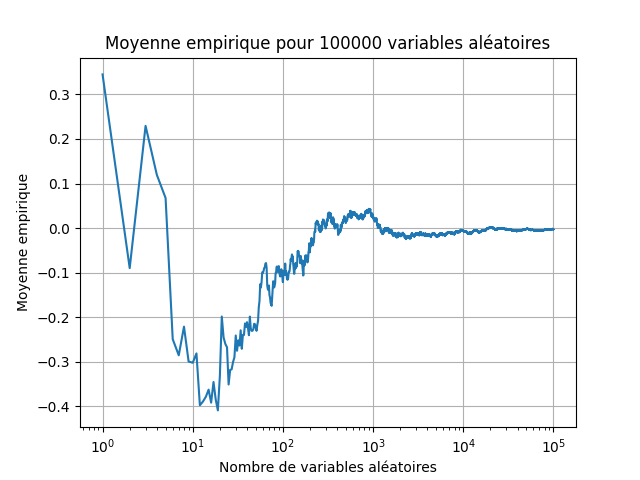 Moyenne empirique pour 100000 variables aléatoires
Moyenne empirique
0.3
0.2
0.1
0.0
−0.1
−0.2
−0.3
−0.4
10⁰ 10¹ 10² 10³ 10⁴ 10⁵
Nombre de variables aléatoires